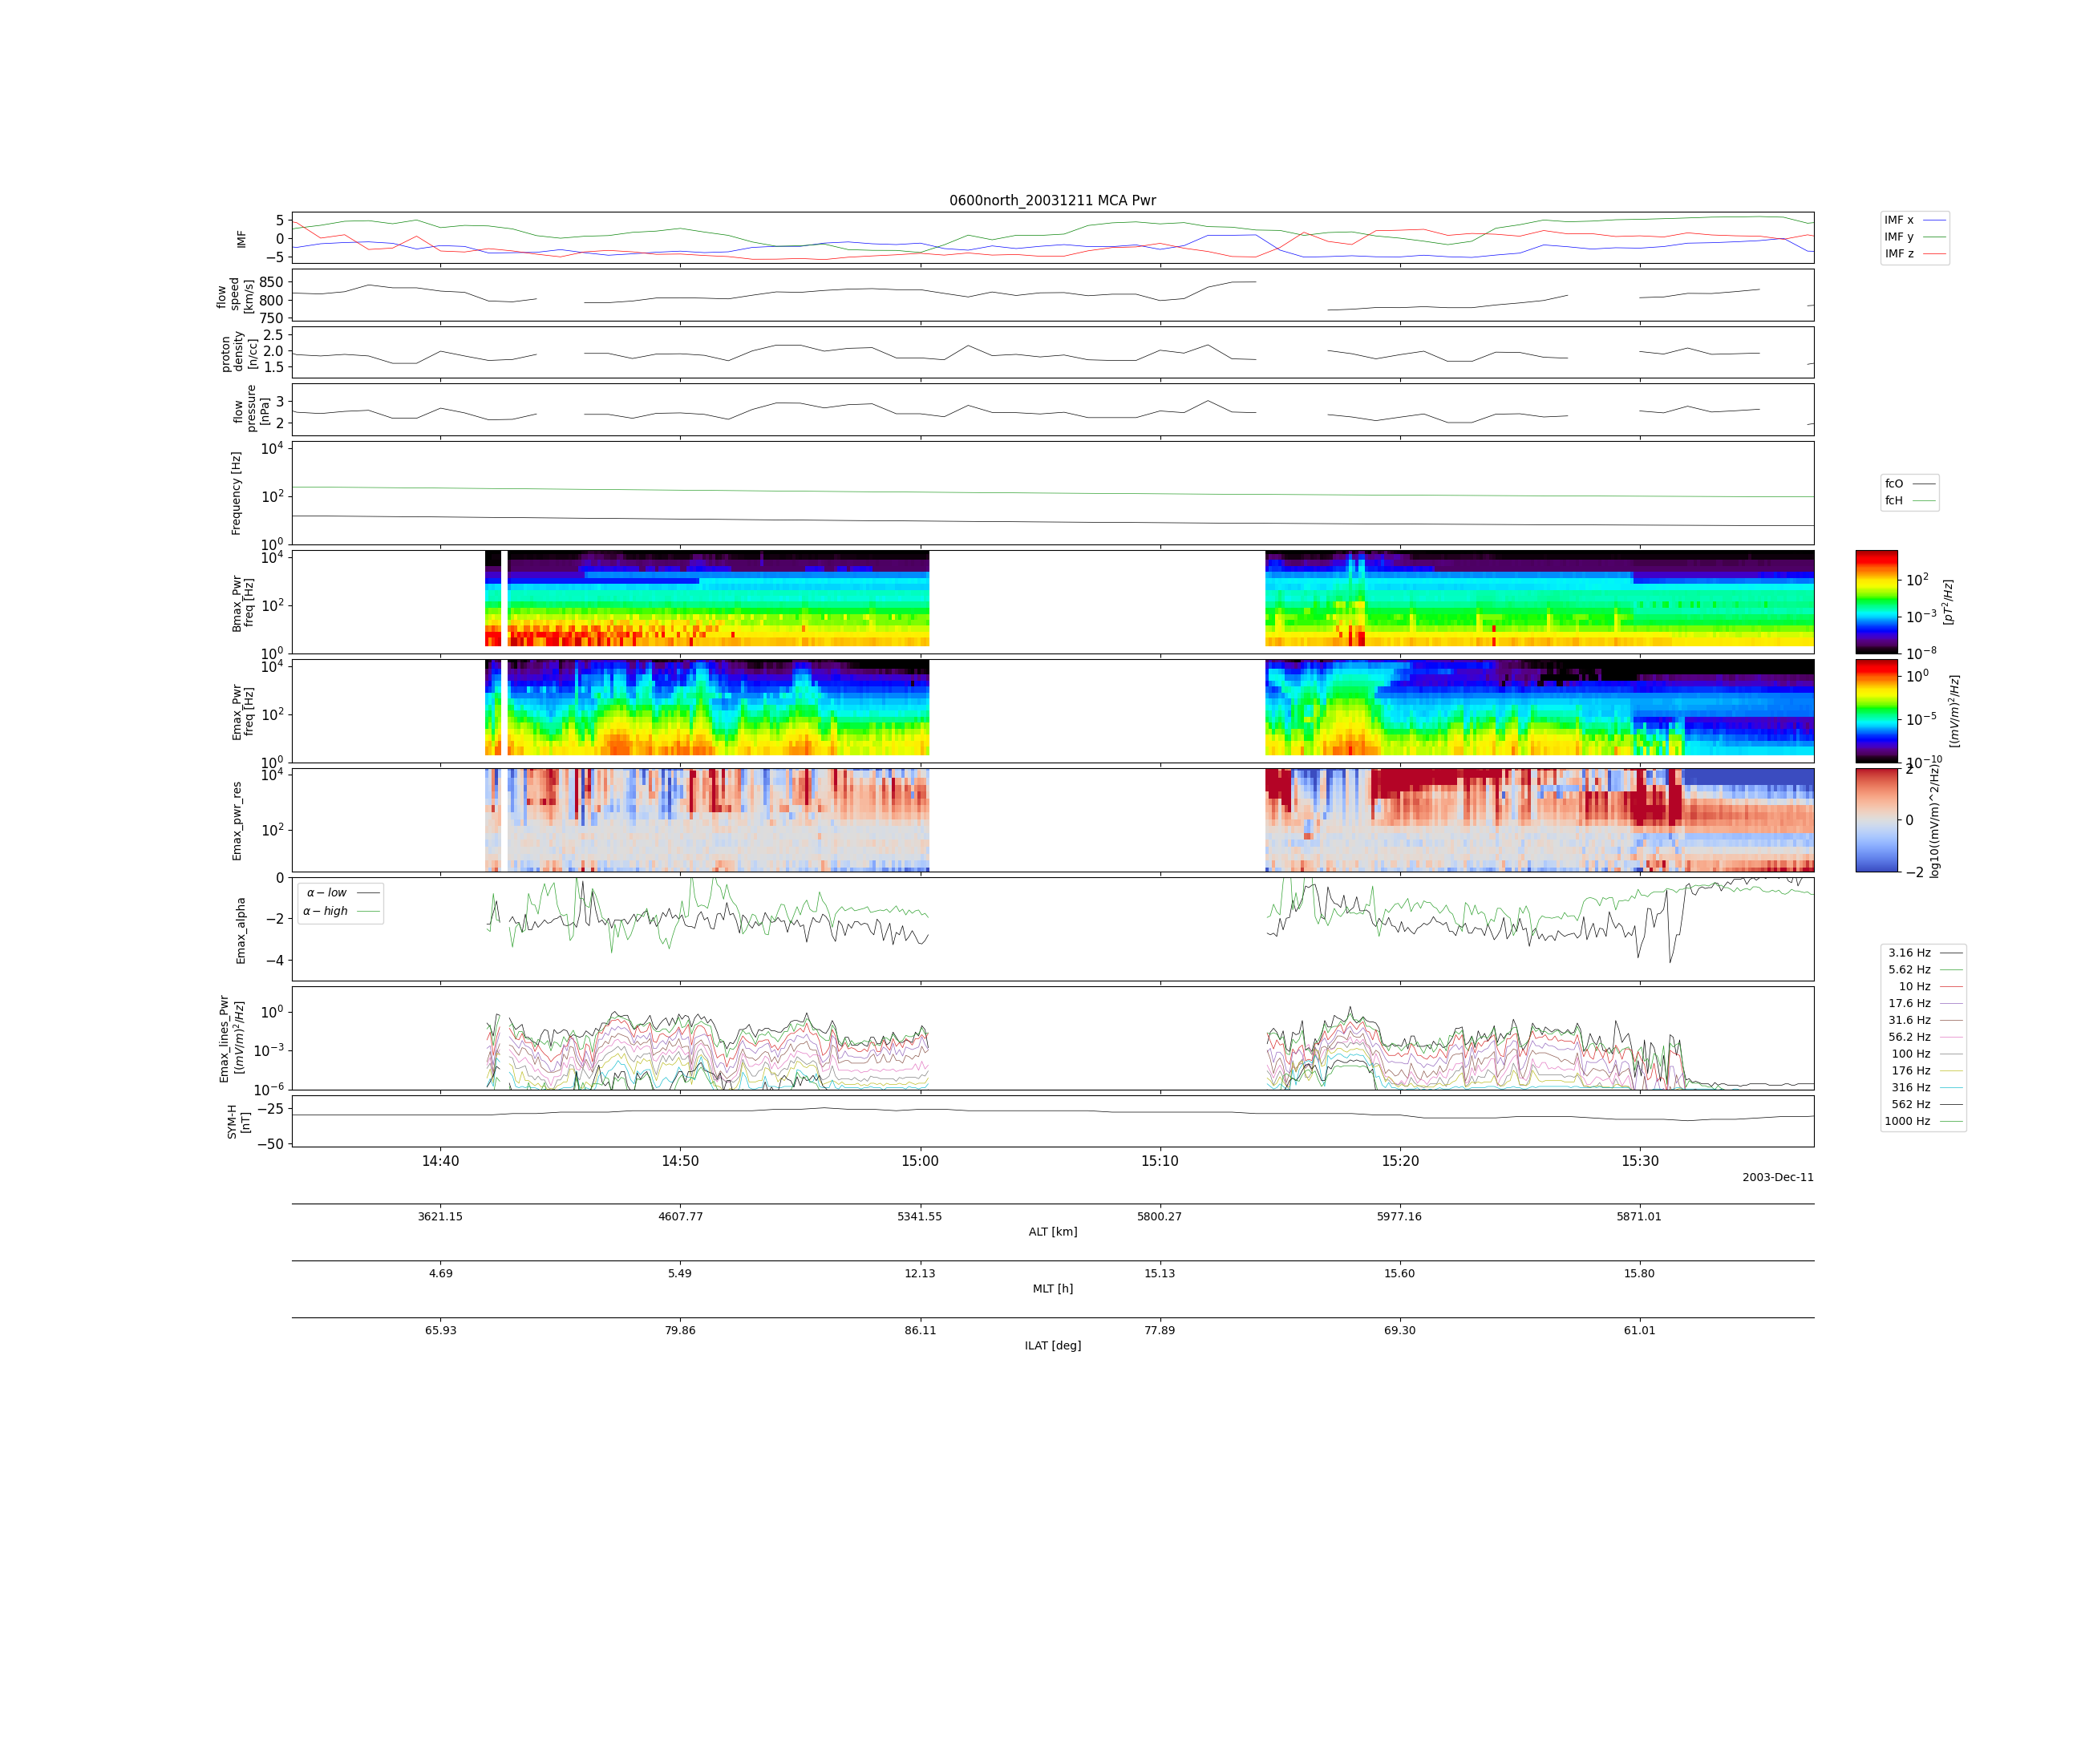 0600north_20031211 MCA Pwr
IMF
5
0
−5
IMF x
IMF y
IMF z
flow
speed
[km/s]
850
800
750
proton
density
[n/cc]
2.5
2.0
1.5
flow
pressure
[nPa]
3
2
Frequency [Hz]
10^4
10^2
10^0
fcO
fcH
Bmax_Pwr
freq [Hz]
10^4
10^2
10^0
10^2
10^−3
10^−8
[pT^2/Hz]
Emax_Pwr
freq [Hz]
10^4
10^2
10^0
10^0
10^−5
10^−10
[(mV/m)^2/Hz]
Emax_pwr_res
10^4
10^2
2
0
−2
log10((mV/m)^2/Hz)
Emax_alpha
0
−2
−4
α − low
α − high
Emax_lines_Pwr
[(mV/m)^2/Hz]
10^0
10^−3
10^−6
3.16 Hz
5.62 Hz
10 Hz
17.6 Hz
31.6 Hz
56.2 Hz
100 Hz
176 Hz
316 Hz
562 Hz
1000 Hz
SYM-H
[nT]
−25
−50
14:40 14:50 15:00 15:10 15:20 15:30
2003-Dec-11
3621.15 4607.77 5341.55 5800.27 5977.16 5871.01
ALT [km]
4.69 5.49 12.13 15.13 15.60 15.80
MLT [h]
65.93 79.86 86.11 77.89 69.30 61.01
ILAT [deg]